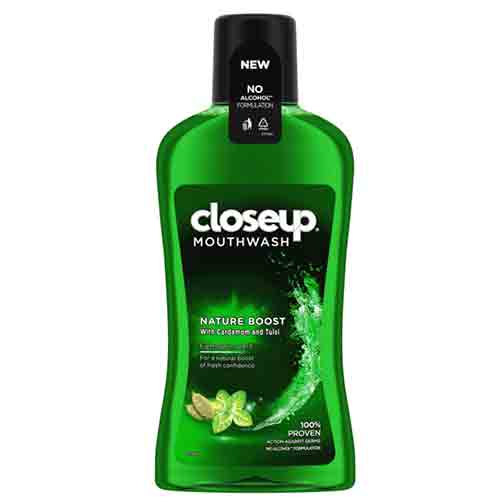 NEW
NO
ALCOHOL*
FORMULATION
closeup®
MOUTHWASH
NATURE BOOST
With Cardamom and Tulsi
For a natural boost
of fresh confidence
100%
PROVEN
ACTION AGAINST GERMS
NO ALCOHOL* FORMULATION